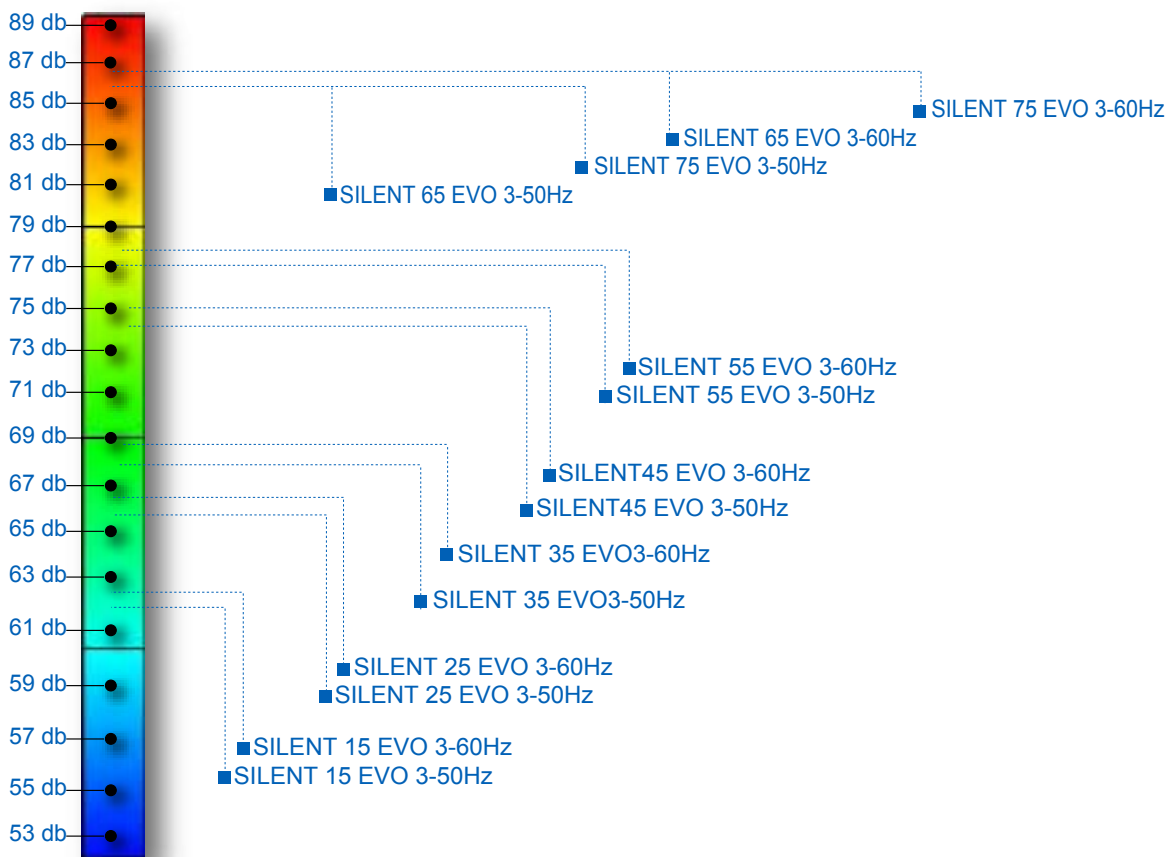 89 db
87 db
85 db
83 db
81 db
79 db
77 db
75 db
73 db
71 db
69 db
67 db
65 db
63 db
61 db
59 db
57 db
55 db
53 db
SILENT 75 EVO 3-60Hz
SILENT 65 EVO 3-60Hz
SILENT 75 EVO 3-50Hz
SILENT 65 EVO 3-50Hz
SILENT 55 EVO 3-60Hz
SILENT 55 EVO 3-50Hz
SILENT45 EVO 3-60Hz
SILENT45 EVO 3-50Hz
SILENT 35 EVO3-60Hz
SILENT 35 EVO3-50Hz
SILENT 25 EVO 3-60Hz
SILENT 25 EVO 3-50Hz
SILENT 15 EVO 3-60Hz
SILENT 15 EVO 3-50Hz